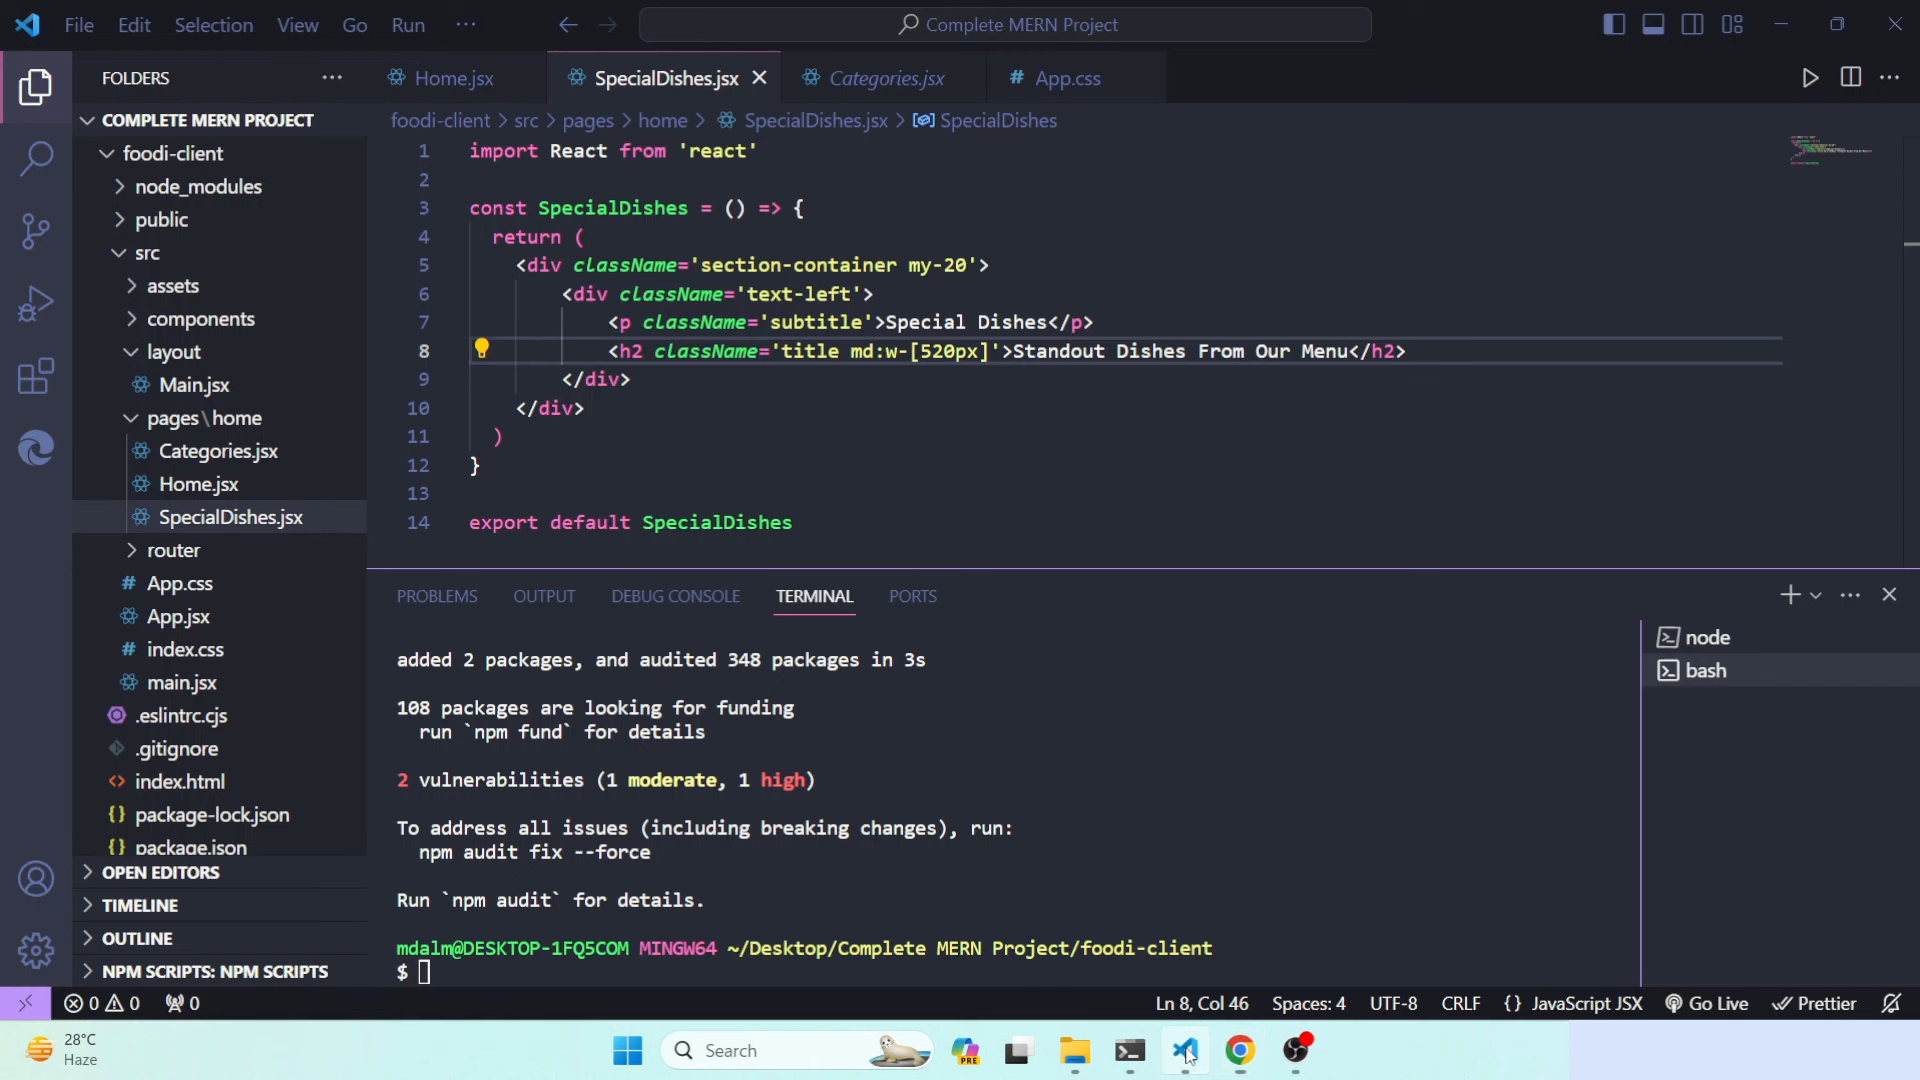 File Edit Selection View Go Run ··· Complete MERN Project
FOLDERS ···
COMPLETE MERN PROJECT
foodi-client
node_modules
public
src
assets
components
layout
Main.jsx
pages\home
Categories.jsx
Home.jsx
SpecialDishes.jsx
router
App.css
App.jsx
index.css
main.jsx
.eslintrc.cjs
.gitignore
index.html
package-lock.json
package.json
OPEN EDITORS
TIMELINE
OUTLINE
NPM SCRIPTS: NPM SCRIPTS
Home.jsx SpecialDishes.jsx Categories.jsx # App.css
foodi-client > src > pages > home > SpecialDishes.jsx > SpecialDishes
1 import React from 'react'
2
3 const SpecialDishes = () => {
4 return (
5 <div className='section-container my-20'>
6 <div className='text-left'>
7 <p className='subtitle'>Special Dishes</p>
8 <h2 className='title md:w-[520px]'>Standout Dishes From Our Menu</h2>
9 </div>
10 </div>
11 )
12 }
13
14 export default SpecialDishes
PROBLEMS OUTPUT DEBUG CONSOLE TERMINAL PORTS
added 2 packages, and audited 348 packages in 3s
108 packages are looking for funding
run `npm fund` for details
2 vulnerabilities (1 moderate, 1 high)
To address all issues (including breaking changes), run:
npm audit fix --force
Run `npm audit` for details.
mdalm@DESKTOP-1FQ5COM MINGW64 ~/Desktop/Complete MERN Project/foodi-client
$
node
bash
0 0 0 Ln 8, Col 46 Spaces: 4 UTF-8 CRLF {} JavaScript JSX Go Live Prettier
28°C
Haze
Search
PRE